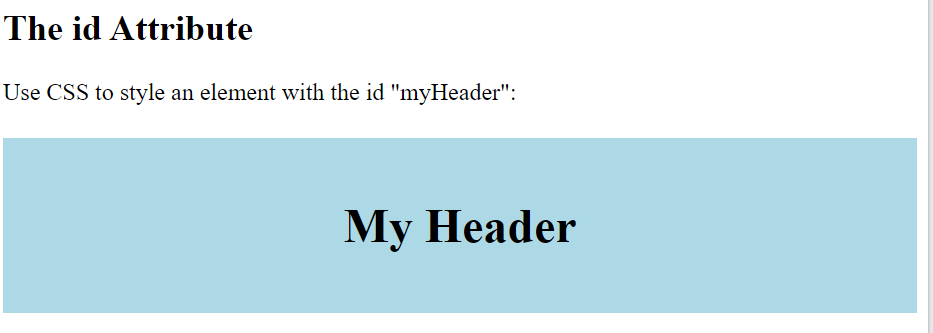 The id Attribute
Use CSS to style an element with the id "myHeader":
My Header